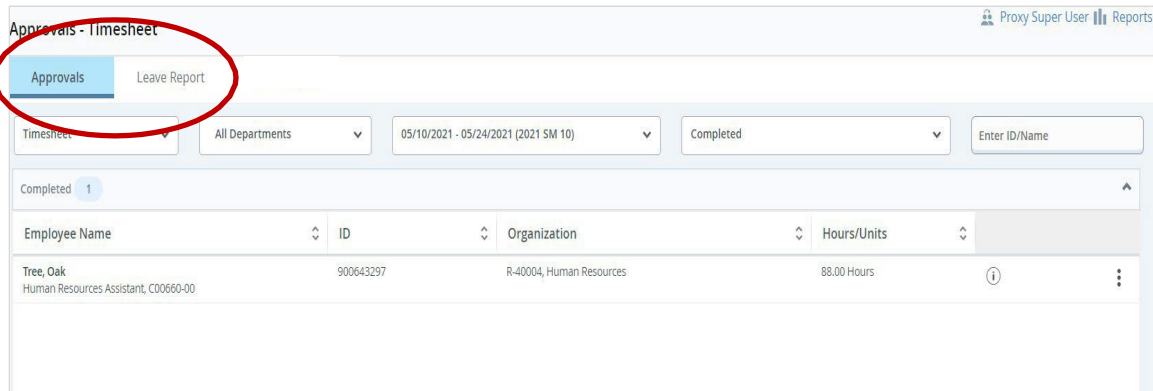 Approvals - Timesheet
Proxy Super User Reports
Approvals Leave Report
Timesheet All Departments 05/10/2021 - 05/24/2021 (2021 SM 10) Completed Enter ID/Name
Completed 1
Employee Name ID Organization Hours/Units
Tree, Oak 900643297 R-40004, Human Resources 88.00 Hours
Human Resources Assistant, C00660-00